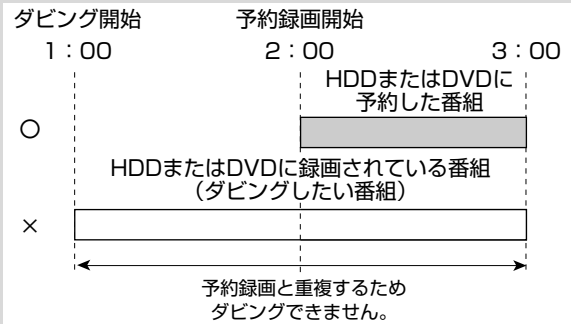 ダビング開始 予約録画開始
1：00 2：00 3：00
HDDまたはDVDに
予約した番組
○
HDDまたはDVDに録画されている番組
（ダビングしたい番組）
×
予約録画と重複するため
ダビングできません。